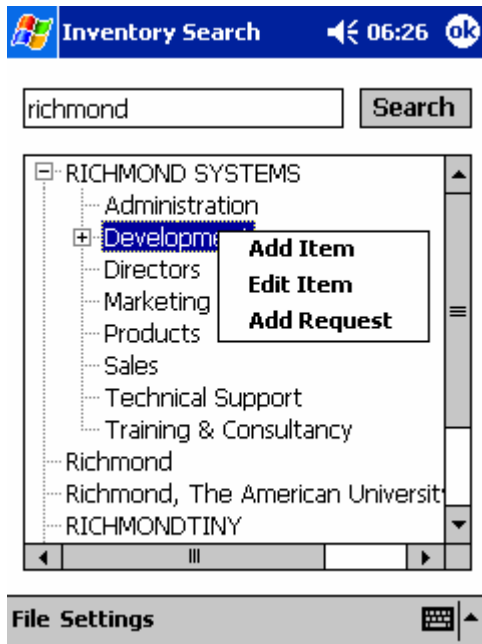 Inventory Search 06:26 ok
richmond Search
RICHMOND SYSTEMS
Administration
Developme
Add Item
Directors
Edit Item
Marketing
Add Request
Products
Sales
Technical Support
Training & Consultancy
Richmond
Richmond, The American Universit
RICHMONDTINY
File Settings